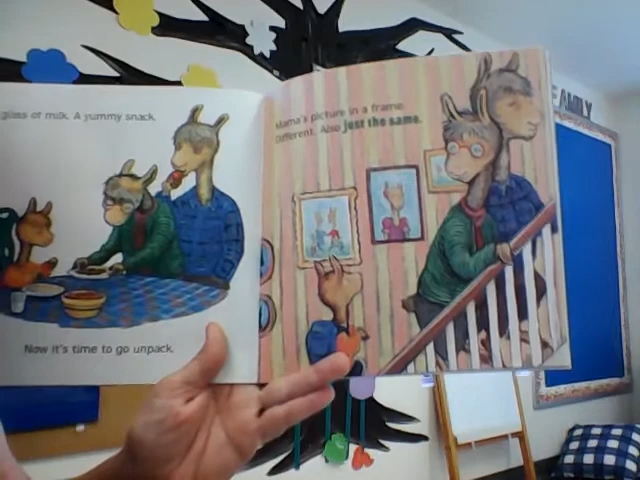 glass of milk. A yummy snack.
Now it's time to go unpack.
Mama's picture in a frame.
Different. Also just the same.
FAMILY